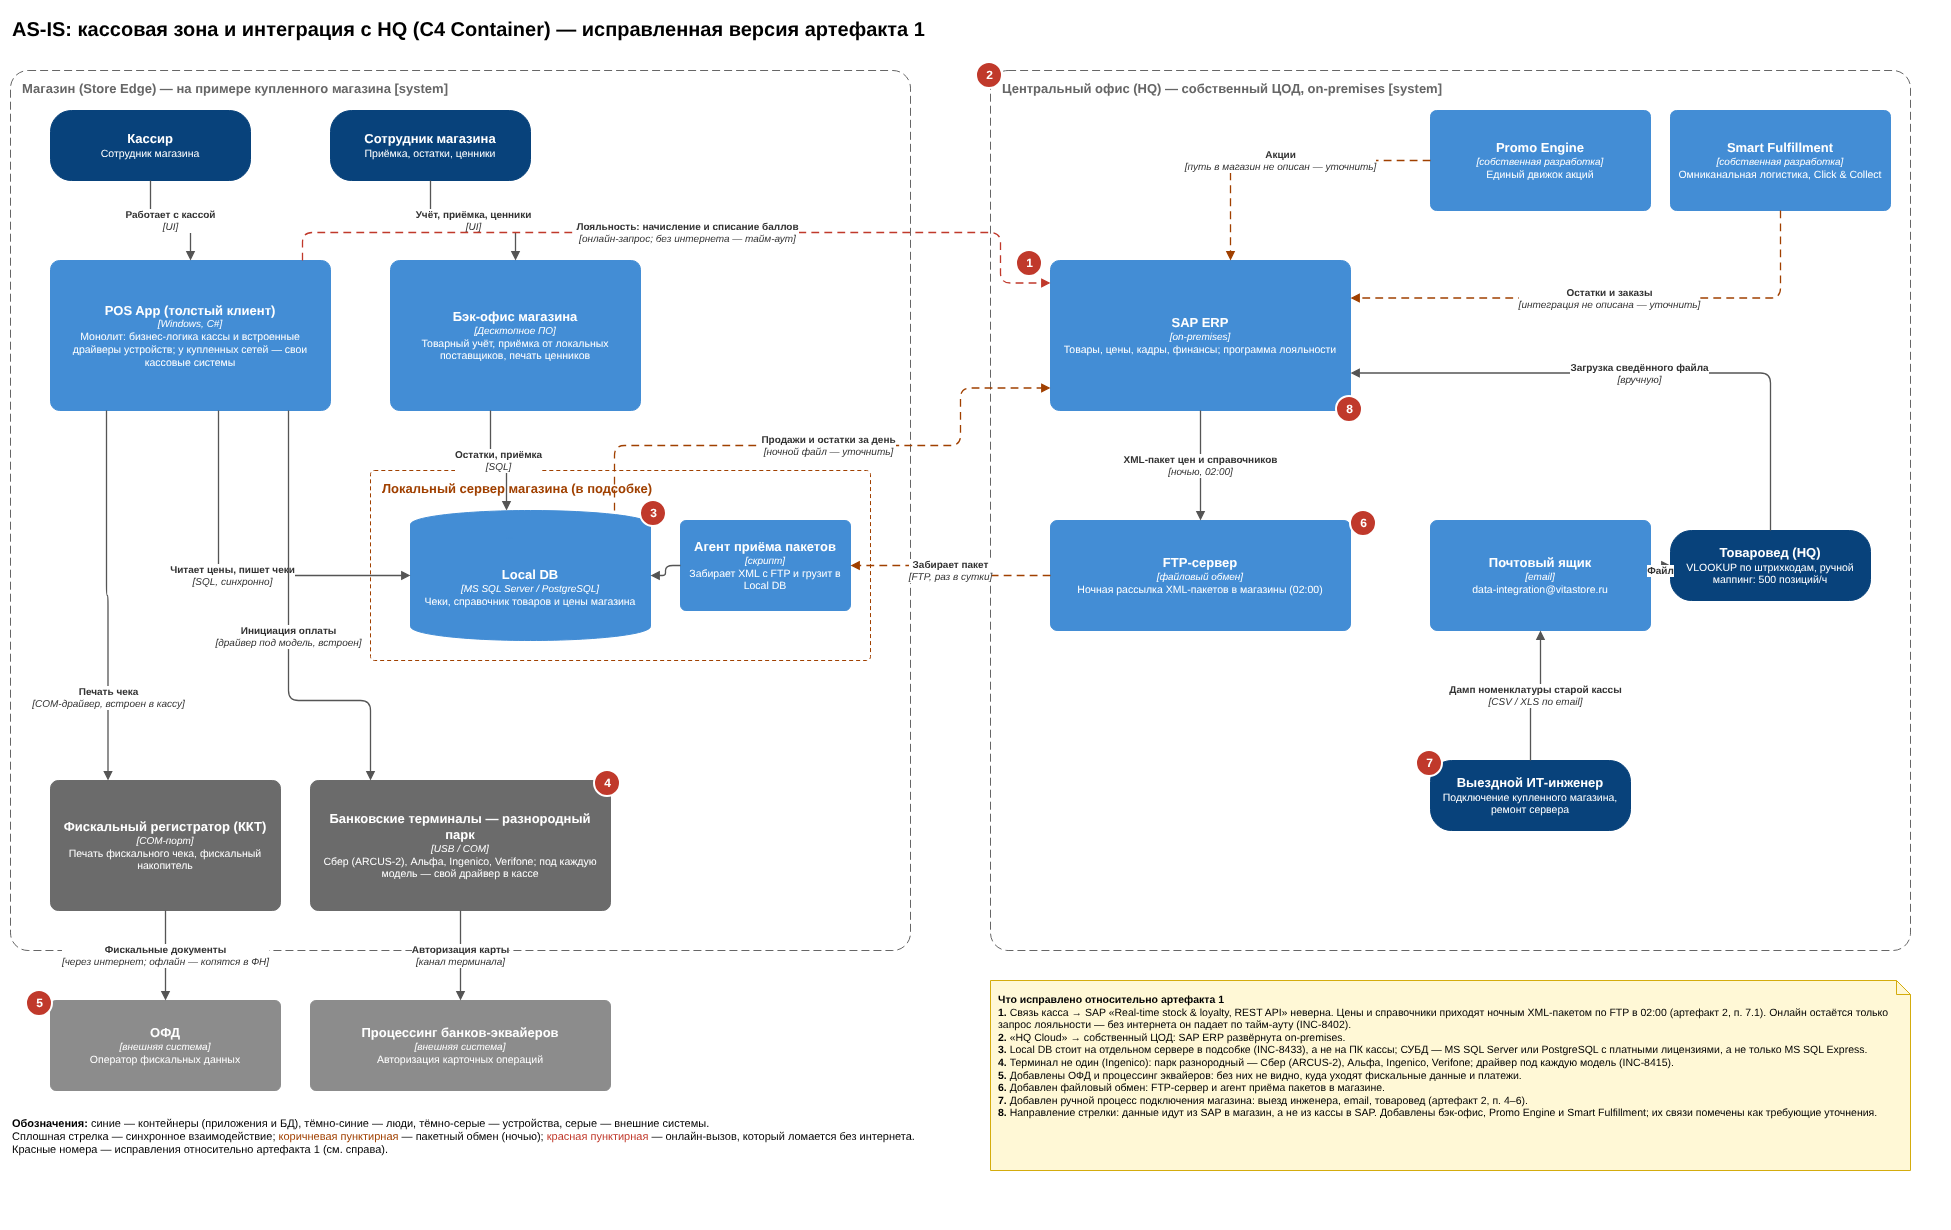 AS-IS: кассовая зона и интеграция с HQ (C4 Container) — исправленная версия артефакта 1
Магазин (Store Edge) — на примере купленного магазина [system]
Кассир
Сотрудник магазина
Сотрудник магазина
Приёмка, остатки, ценники
Работает с кассой
[UI]
Учёт, приёмка, ценники
[UI]
Лояльность: начисление и списание баллов
[онлайн-запрос; без интернета — тайм-аут]
POS App (толстый клиент)
[Windows, C#]
Монолит: бизнес-логика кассы и встроенные
драйверы устройств; у купленных сетей — свои
кассовые системы
Бэк-офис магазина
[Десктопное ПО]
Товарный учёт, приёмка от локальных
поставщиков, печать ценников
Продажи и остатки за день
[ночной файл — уточнить]
Остатки, приёмка
[SQL]
Локальный сервер магазина (в подсобке)
3
Local DB
[MS SQL Server / PostgreSQL]
Чеки, справочник товаров и цены магазина
Агент приёма пакетов
[скрипт]
Забирает XML с FTP и грузит в
Local DB
Забирает пакет
[FTP, раз в сутки]
Читает цены, пишет чеки
[SQL, синхронно]
Инициация оплаты
[драйвер под модель, встроен]
Печать чека
[COM-драйвер, встроен в кассу]
4
Фискальный регистратор (ККТ)
[COM-порт]
Печать фискального чека, фискальный
накопитель
Банковские терминалы — разнородный
парк
[USB / COM]
Сбер (ARCUS-2), Альфа, Ingenico, Verifone; под каждую
модель — свой драйвер в кассе
Фискальные документы
[через интернет; офлайн — копятся в ФН]
Авторизация карты
[канал терминала]
5
ОФД
[внешняя система]
Оператор фискальных данных
Процессинг банков-эквайеров
[внешняя система]
Авторизация карточных операций
2
Центральный офис (HQ) — собственный ЦОД, on-premises [system]
Promo Engine
[собственная разработка]
Единый движок акций
Smart Fulfillment
[собственная разработка]
Омниканальная логистика, Click & Collect
Акции
[путь в магазин не описан — уточнить]
1
SAP ERP
[on-premises]
Товары, цены, кадры, финансы; программа лояльности
Остатки и заказы
[интеграция не описана — уточнить]
Загрузка сведённого файла
[вручную]
8
XML-пакет цен и справочников
[ночью, 02:00]
6
FTP-сервер
[файловый обмен]
Ночная рассылка XML-пакетов в магазины (02:00)
Почтовый ящик
[email]
data-integration@vitastore.ru
Файл
Товаровед (HQ)
VLOOKUP по штрихкодам, ручной
маппинг: 500 позиций/ч
Дамп номенклатуры старой кассы
[CSV / XLS по email]
7
Выездной ИТ-инженер
Подключение купленного магазина,
ремонт сервера
Что исправлено относительно артефакта 1
1. Связь касса → SAP «Real-time stock & loyalty, REST API» неверна. Цены и справочники приходят ночным XML-пакетом по FTP в 02:00 (артефакт 2, п. 7.1). Онлайн остаётся только
запрос лояльности — без интернета он падает по тайм-ауту (INC-8402).
2. «HQ Cloud» → собственный ЦОД: SAP ERP развёрнута on-premises.
3. Local DB стоит на отдельном сервере в подсобке (INC-8433), а не на ПК кассы; СУБД — MS SQL Server или PostgreSQL с платными лицензиями, а не только MS SQL Express.
4. Терминал не один (Ingenico): парк разнородный — Сбер (ARCUS-2), Альфа, Ingenico, Verifone; драйвер под каждую модель (INC-8415).
5. Добавлены ОФД и процессинг эквайеров: без них не видно, куда уходят фискальные данные и платежи.
6. Добавлен файловый обмен: FTP-сервер и агент приёма пакетов в магазине.
7. Добавлен ручной процесс подключения магазина: выезд инженера, email, товаровед (артефакт 2, п. 4–6).
8. Направление стрелки: данные идут из SAP в магазин, а не из кассы в SAP. Добавлены бэк-офис, Promo Engine и Smart Fulfillment; их связи помечены как требующие уточнения.
Обозначения: синие — контейнеры (приложения и БД), тёмно-синие — люди, тёмно-серые — устройства, серые — внешние системы.
Сплошная стрелка — синхронное взаимодействие; коричневая пунктирная — пакетный обмен (ночью); красная пунктирная — онлайн-вызов, который ломается без интернета.
Красные номера — исправления относительно артефакта 1 (см. справа).